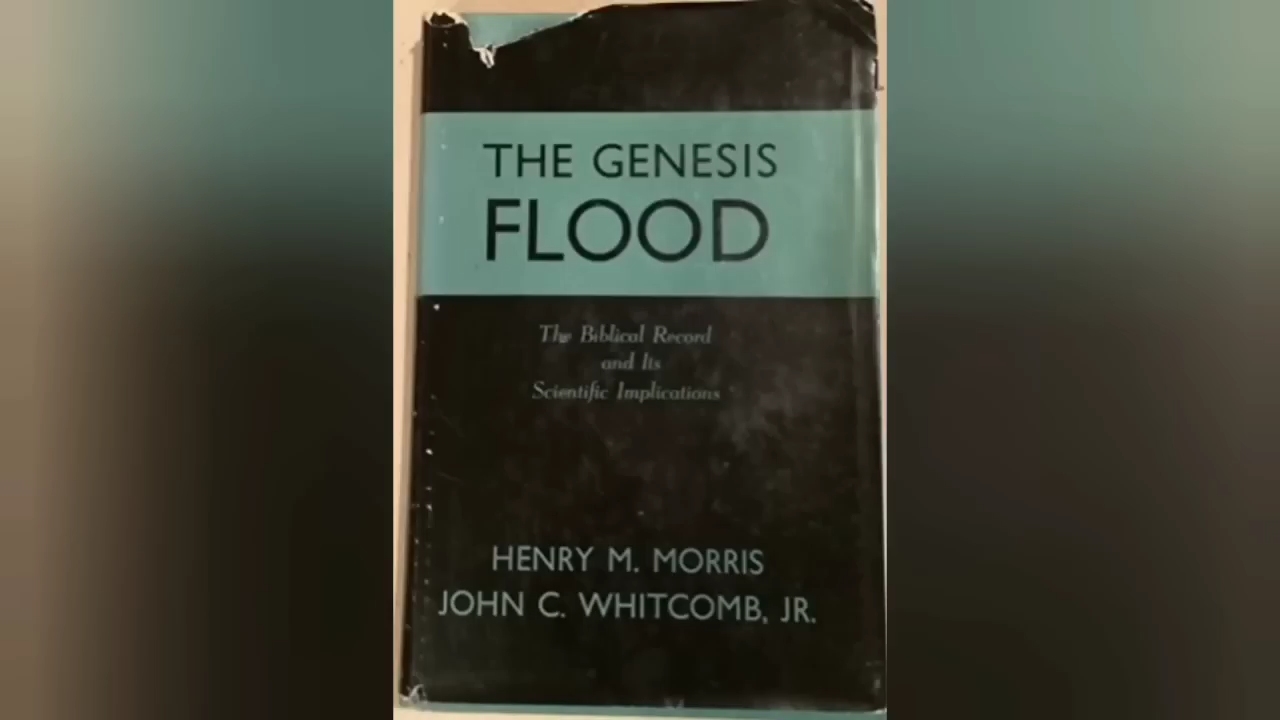 THE GENESIS
FLOOD
The Biblical Record
and Its
Scientific Implications
HENRY M. MORRIS
JOHN C. WHITCOMB, JR.